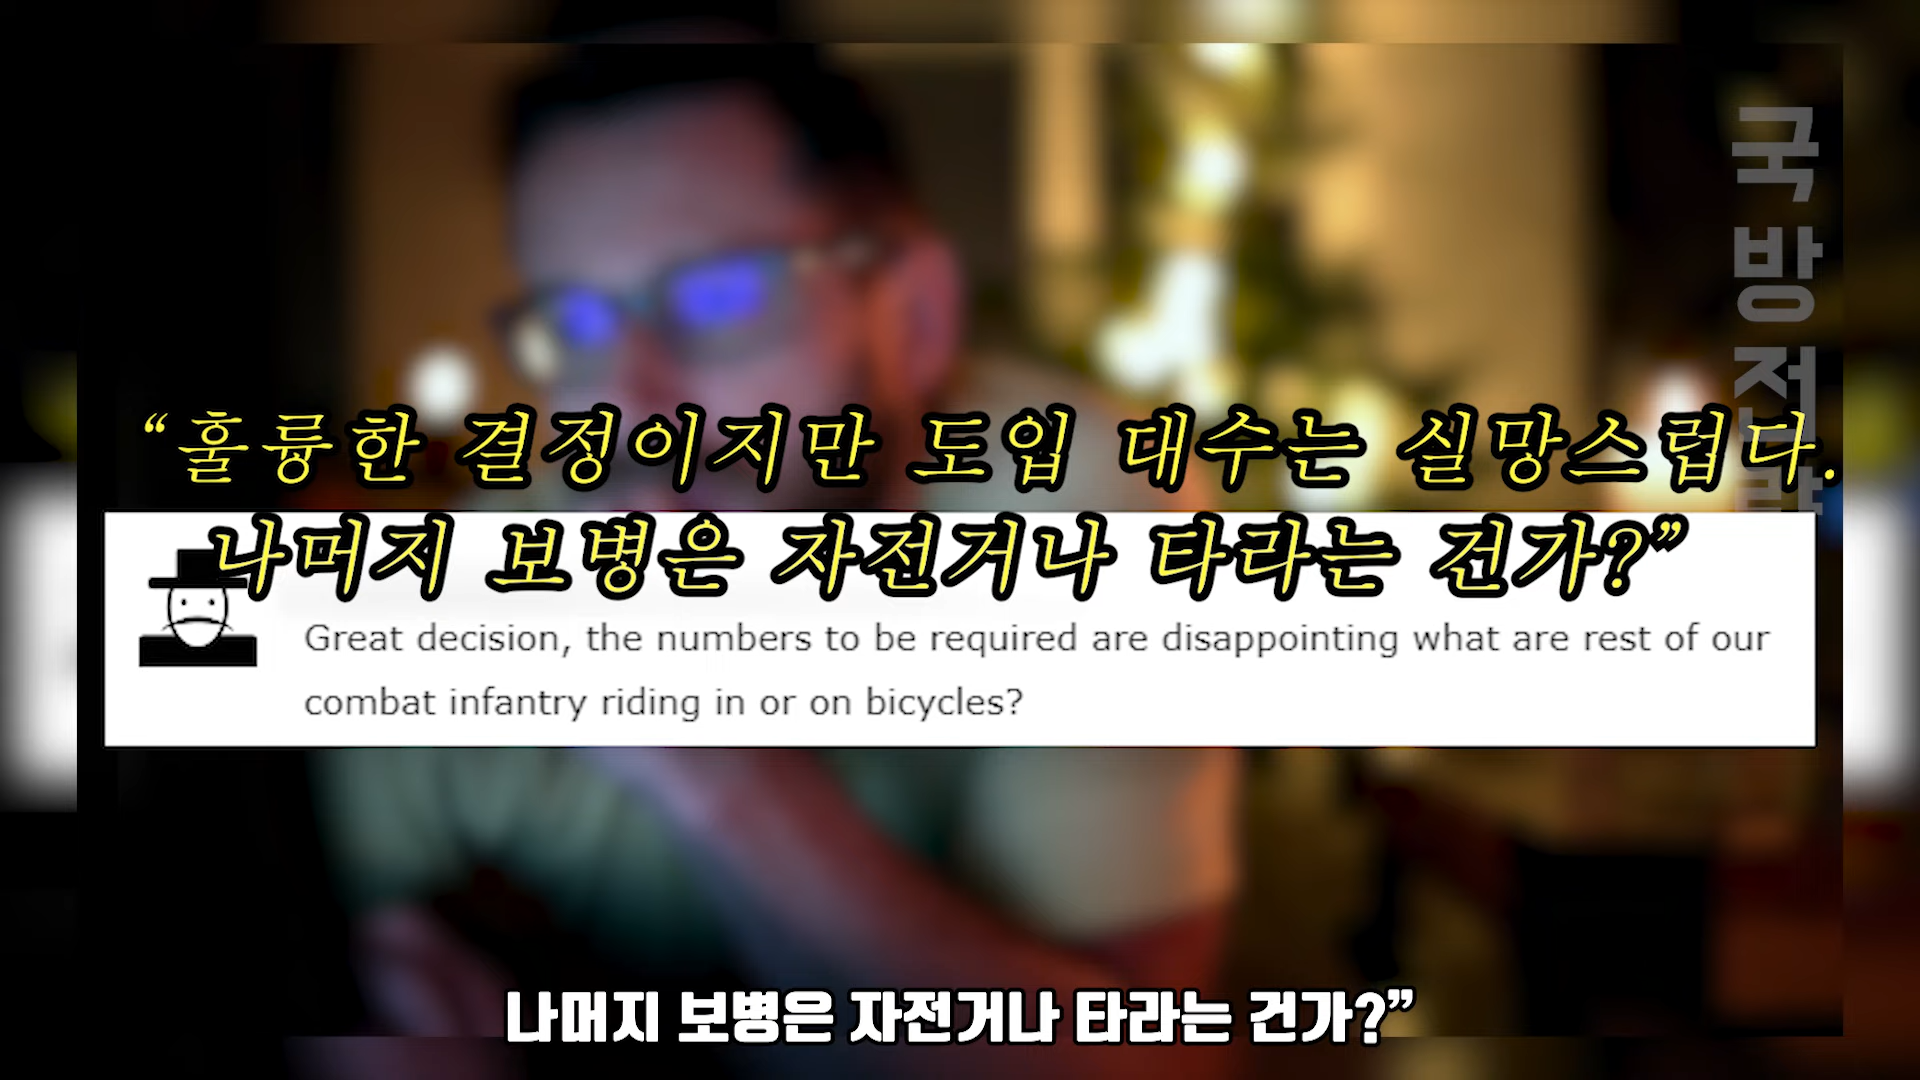 국방전략
“훌륭한 결정이지만 도입 대수는 실망스럽다.
나머지 보병은 자전거나 타라는 건가?”
Great decision, the numbers to be required are disappointing what are rest of our
combat infantry riding in or on bicycles?
나머지 보병은 자전거나 타라는 건가?”